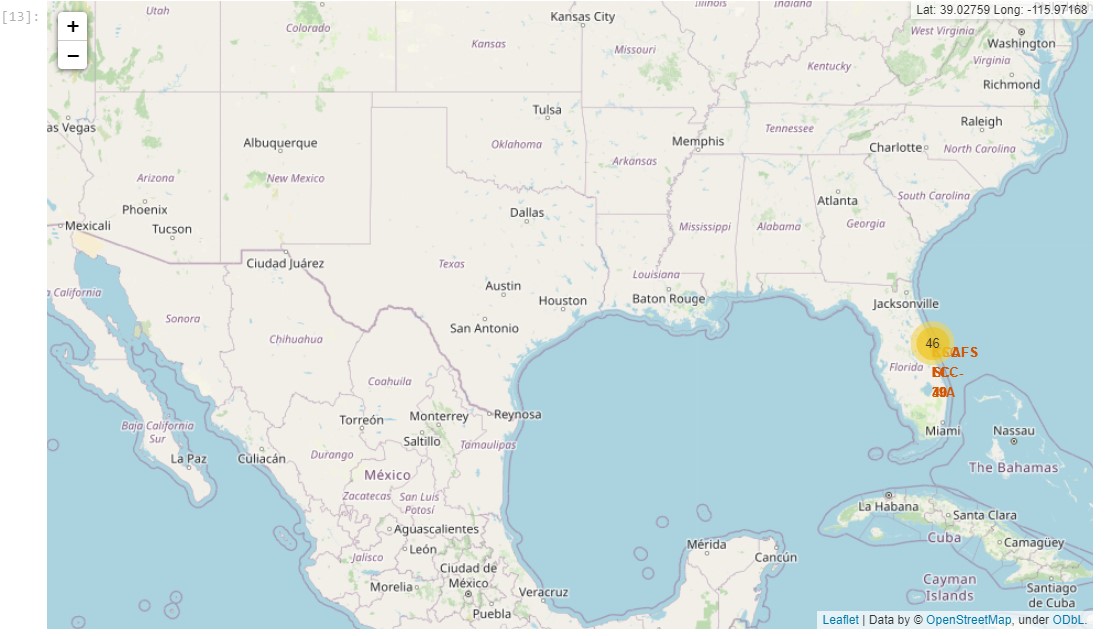 [13]:
+
−
Lat: 39.02759 Long: -115.97168
Utah
Colorado
Kansas City
Kansas
Missouri
Illinois
Indiana
West Virginia
Washington
Virginia
Kentucky
Richmond
as Vegas
Albuquerque
Tulsa
Oklahoma
Memphis
Tennessee
Raleigh
Charlotte
North Carolina
Arkansas
Arizona
New Mexico
Phoenix
Mexicali
Tucson
Dallas
Atlanta
South Carolina
Mississippi
Alabama
Georgia
Ciudad Juárez
Texas
Louisiana
a California
Austin
Houston
Baton Rouge
Jacksonville
Sonora
Chihuahua
San Antonio
46
AFS
Florida
Coahuila
Torreón
Monterrey
Reynosa
Saltillo
Tamaulipas
Miami
Nassau
Baja California
Sur
La Paz
Culiacán
Durango
México
The Bahamas
Zacatecas
San Luis
Potosí
La Habana
Santa Clara
Aguascalientes
Cuba
Camagüey
Jalisco
León
Mérida
Cancún
Ciudad de
México
Morelia
Veracruz
Puebla
Cayman
Islands
Santiago
de Cuba
Leaflet | Data by © OpenStreetMap, under ODbL.